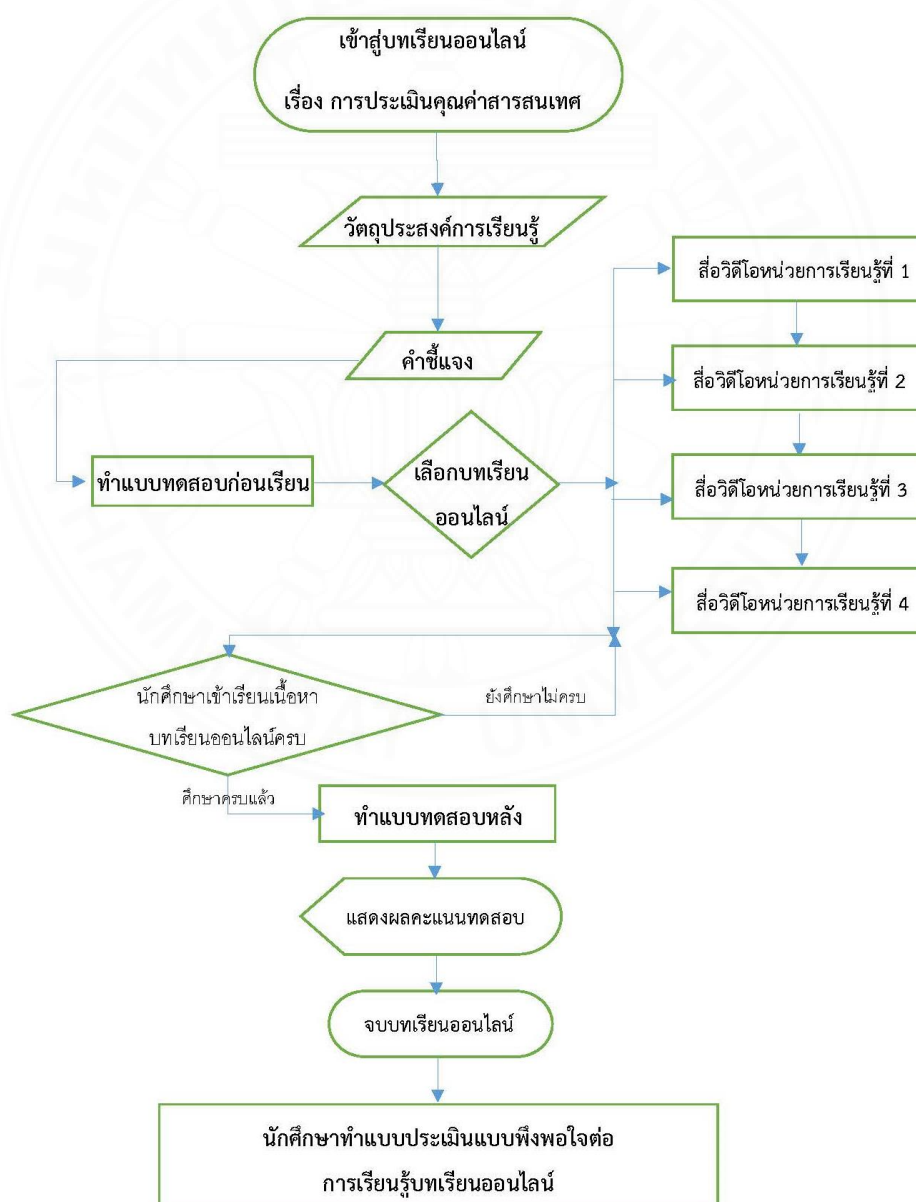 เข้าสู่บทเรียนออนไลน์
เรื่อง การประเมินคุณค่าสารสนเทศ
วัตถุประสงค์การเรียนรู้
คำชี้แจง
ทำแบบทดสอบก่อนเรียน
เลือกบทเรียน
ออนไลน์
สื่อวิดีโอหน่วยการเรียนรู้ที่ 1
สื่อวิดีโอหน่วยการเรียนรู้ที่ 2
สื่อวิดีโอหน่วยการเรียนรู้ที่ 3
สื่อวิดีโอหน่วยการเรียนรู้ที่ 4
นักศึกษาเข้าเรียนเนื้อหา
บทเรียนออนไลน์ครบ
ยังศึกษาไม่ครบ
ศึกษาครบแล้ว
ทำแบบทดสอบหลัง
แสดงผลคะแนนทดสอบ
จบบทเรียนออนไลน์
นักศึกษาทำแบบประเมินแบบพึงพอใจต่อ
การเรียนรู้บทเรียนออนไลน์